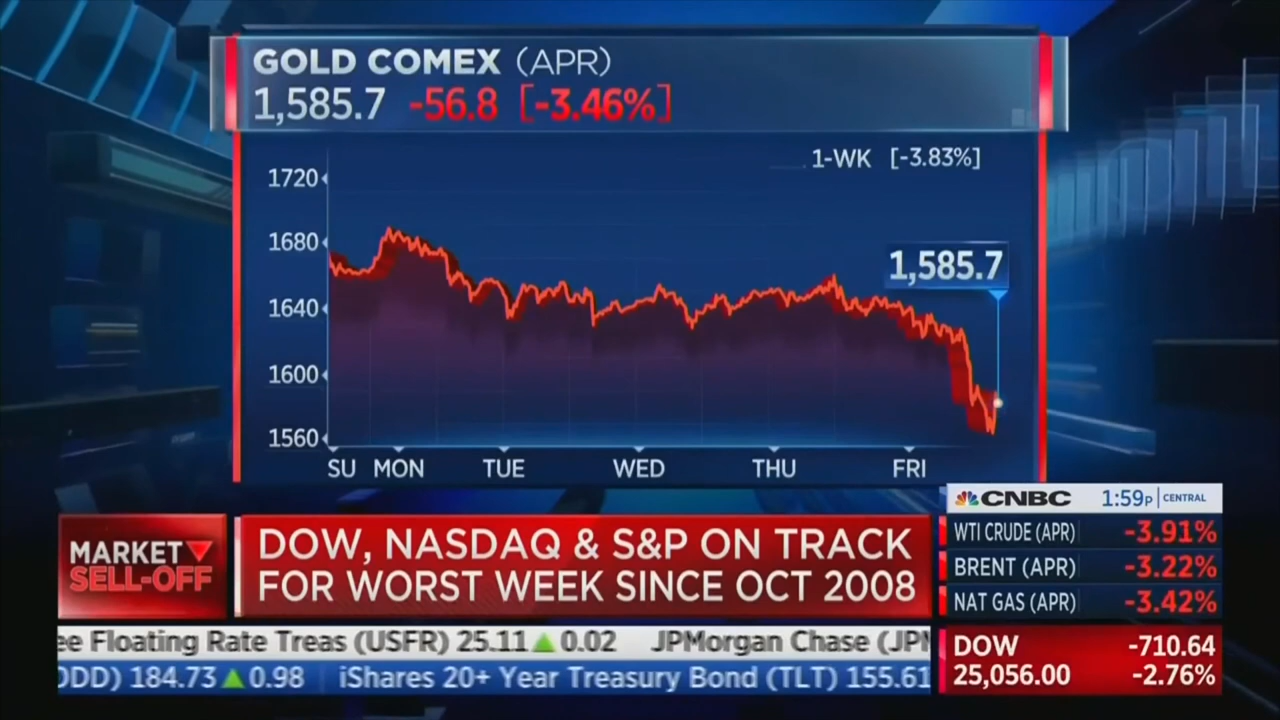 GOLD COMEX (APR)
1,585.7 -56.8 [-3.46%]
1-WK [-3.83%]
1720
1680
1640
1600
1560
1,585.7
SU MON TUE WED THU FRI
MARKET
SELL-OFF
DOW, NASDAQ & S&P ON TRACK
FOR WORST WEEK SINCE OCT 2008
CNBC 1:59P CENTRAL
WTI CRUDE (APR) -3.91%
BRENT (APR) -3.22%
NAT GAS (APR) -3.42%
DOW -710.64
25,056.00 -2.76%
ee Floating Rate Treas (USFR) 25.11 ▲ 0.02 JPMorgan Chase (JPM
DDD) 184.73 ▲ 0.98 iShares 20+ Year Treasury Bond (TLT) 155.61